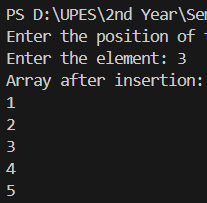 PS D:\UPES\2nd Year\Se
Enter the position of
Enter the element: 3
Array after insertion:
1
2
3
4
5